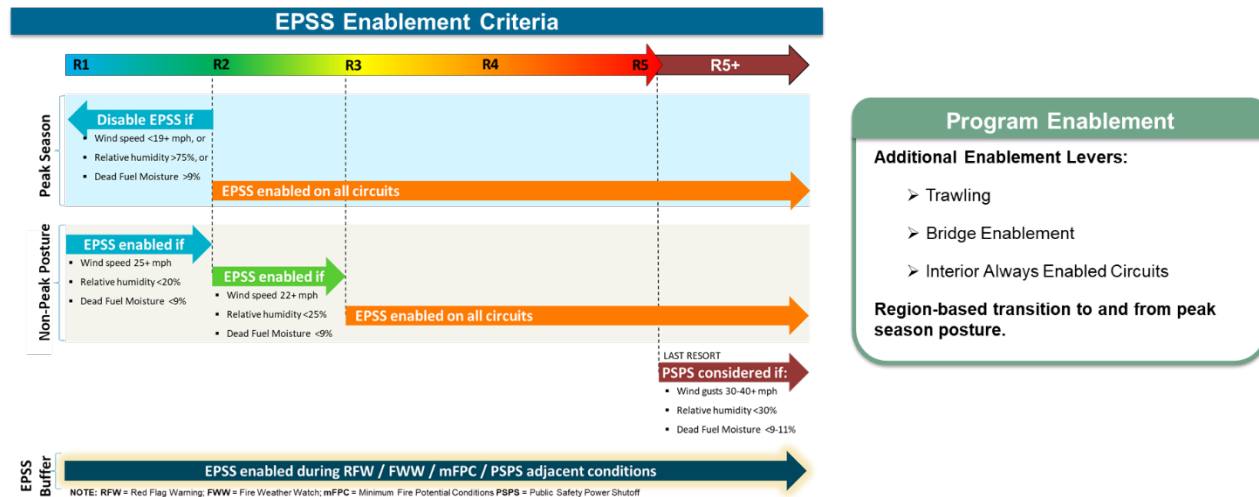 EPSS Enablement Criteria
R1 R2 R3 R4 R5 R5+
Peak Season
Disable EPSS if
▪ Wind speed <19+ mph, or
▪ Relative humidity >75%, or
▪ Dead Fuel Moisture >9%
EPSS enabled on all circuits
Non-Peak Posture
EPSS enabled if
▪ Wind speed 25+ mph
▪ Relative humidity <20%
▪ Dead Fuel Moisture <9%
EPSS enabled if
▪ Wind speed 22+ mph
▪ Relative humidity <25%
▪ Dead Fuel Moisture <9%
EPSS enabled on all circuits
LAST RESORT
PSPS considered if:
▪ Wind gusts 30-40+ mph
▪ Relative humidity <30%
▪ Dead Fuel Moisture <9-11%
EPSS
Buffer
EPSS enabled during RFW / FWW / mFPC / PSPS adjacent conditions
NOTE: RFW = Red Flag Warning; FWW = Fire Weather Watch; mFPC = Minimum Fire Potential Conditions PSPS = Public Safety Power Shutoff
Program Enablement
Additional Enablement Levers:
➢ Trawling
➢ Bridge Enablement
➢ Interior Always Enabled Circuits
Region-based transition to and from peak
season posture.